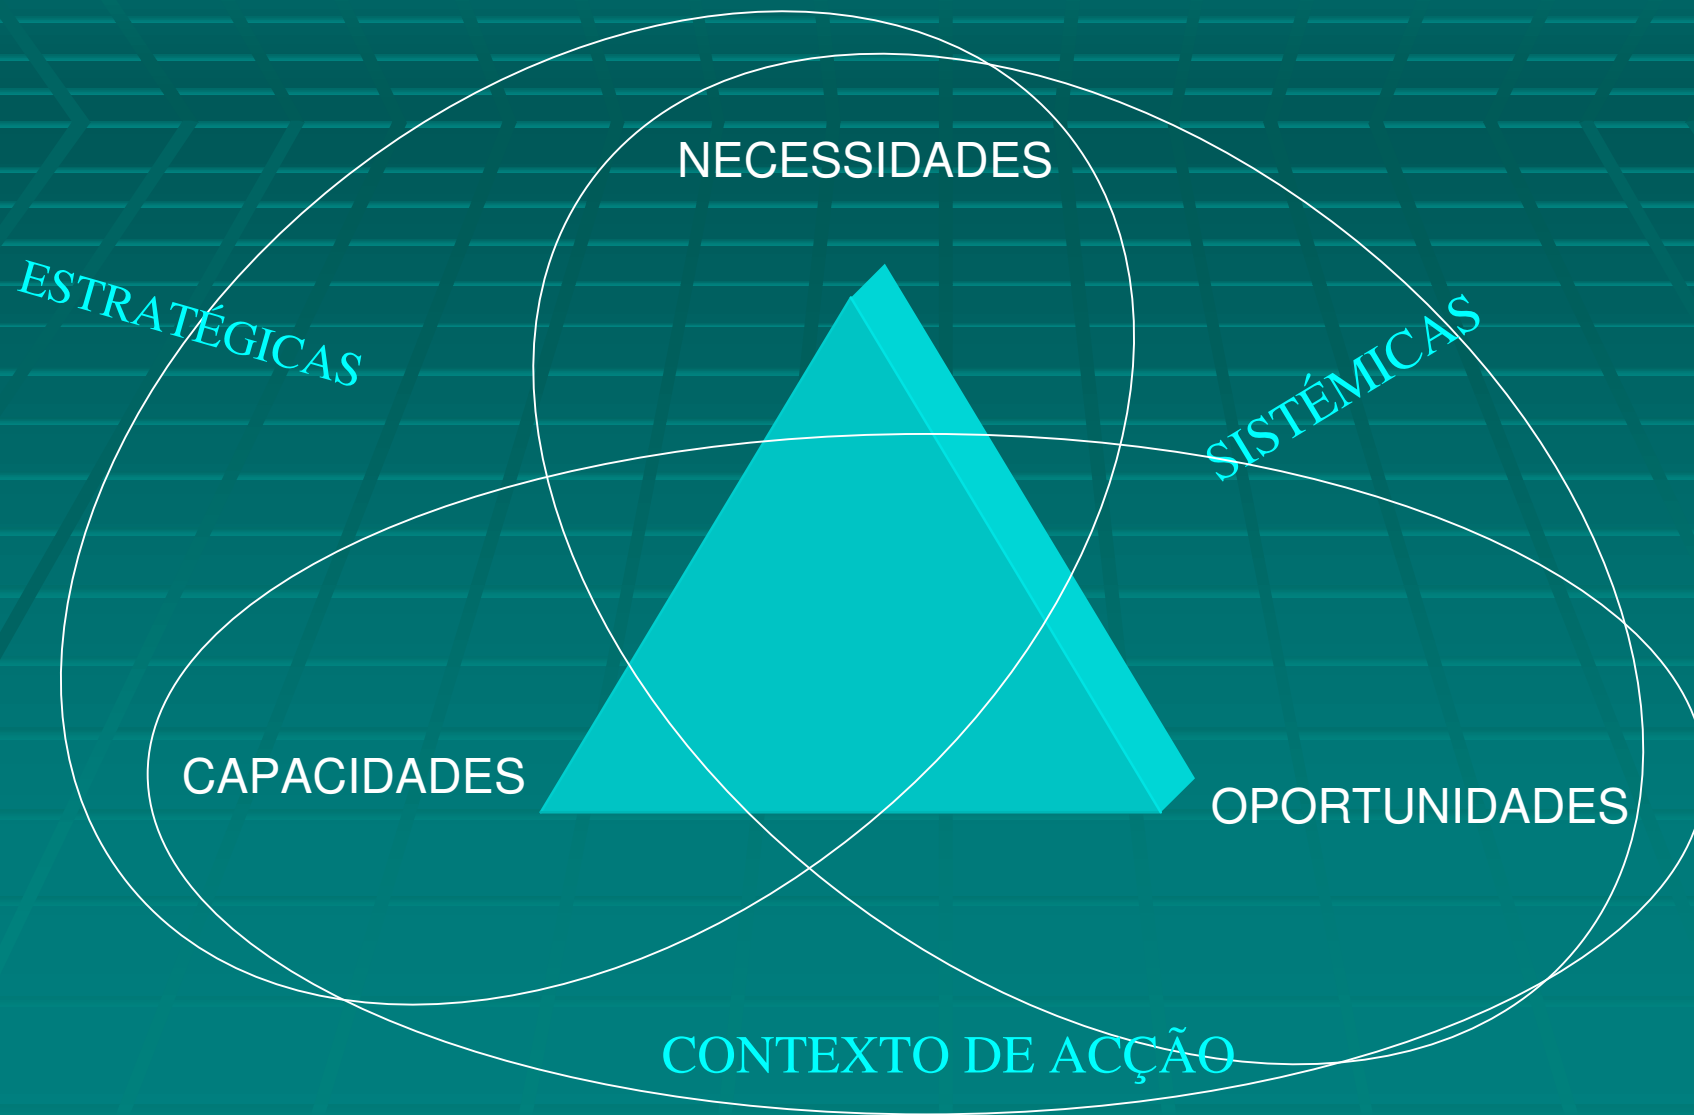 NECESSIDADES
ESTRATÉGICAS
SISTÉMICAS
CAPACIDADES
OPORTUNIDADES
CONTEXTO DE ACÇÃO